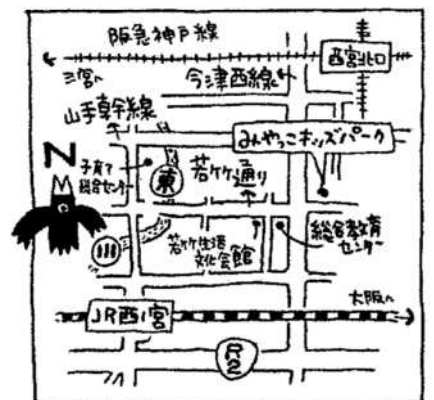 阪急神戸線
西宮北口
三宮へ
今津西線
山手幹線
みやっこキッズパーク
N
子育て
総合センター
東
若竹通り
川
若竹生活
文化会館
総合教育
センター
大阪へ
JR西ノ宮
R2